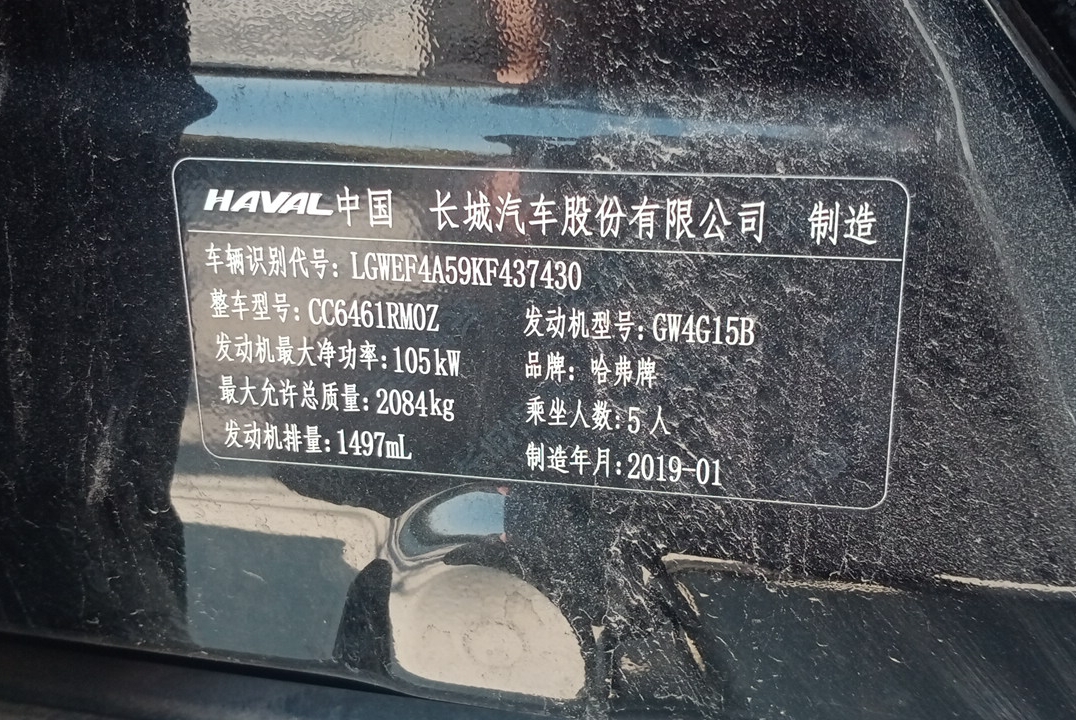 HAVAL中国 长城汽车股份有限公司 制造
车辆识别代号: LGWEF4A59KF437430
整车型号: CC6461RM0Z 发动机型号: GW4G15B
发动机最大净功率: 105kW 品牌: 哈弗牌
最大允许总质量: 2084kg 乘坐人数: 5 人
发动机排量: 1497mL 制造年月: 2019-01